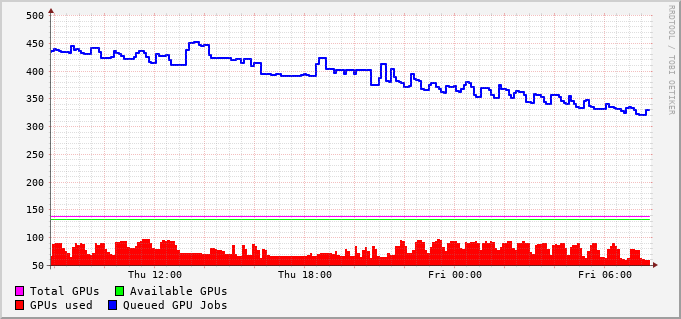 500
450
400
350
300
250
200
150
100
50
Thu 12:00 Thu 18:00 Fri 00:00 Fri 06:00
Total GPUs Available GPUs
GPUs used Queued GPU Jobs
RRDTOOL / TOBI OETIKER